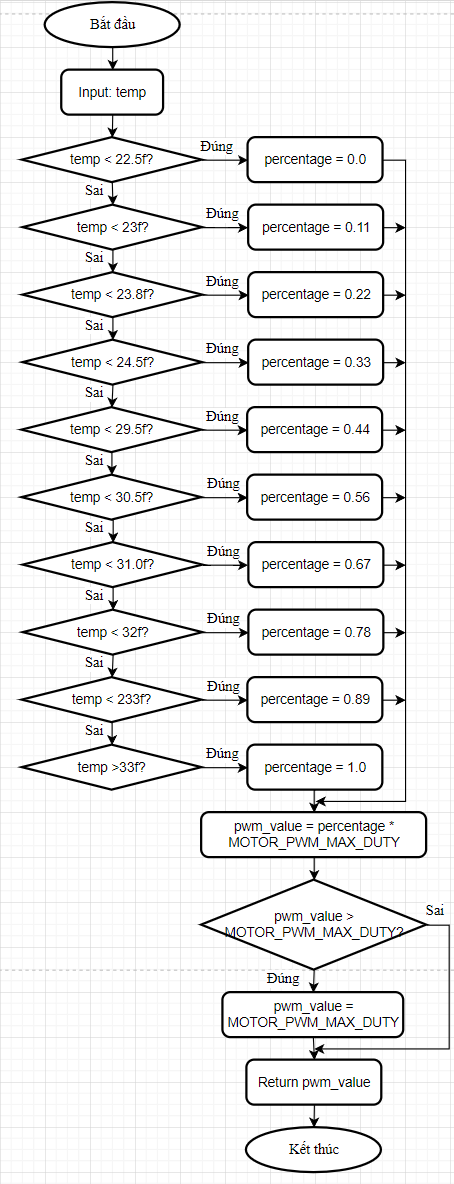 Bắt đầu
Input: temp
temp < 22.5f?
Đúng
percentage = 0.0
Sai
temp < 23f?
Đúng
percentage = 0.11
Sai
temp < 23.8f?
Đúng
percentage = 0.22
Sai
temp < 24.5f?
Đúng
percentage = 0.33
Sai
temp < 29.5f?
Đúng
percentage = 0.44
Sai
temp < 30.5f?
Đúng
percentage = 0.56
Sai
temp < 31.0f?
Đúng
percentage = 0.67
Sai
temp < 32f?
Đúng
percentage = 0.78
Sai
temp < 233f?
Đúng
percentage = 0.89
Sai
temp >33f?
Đúng
percentage = 1.0
pwm_value = percentage *
MOTOR_PWM_MAX_DUTY
pwm_value >
MOTOR_PWM_MAX_DUTY?
Sai
Đúng
pwm_value =
MOTOR_PWM_MAX_DUTY
Return pwm_value
Kết thúc